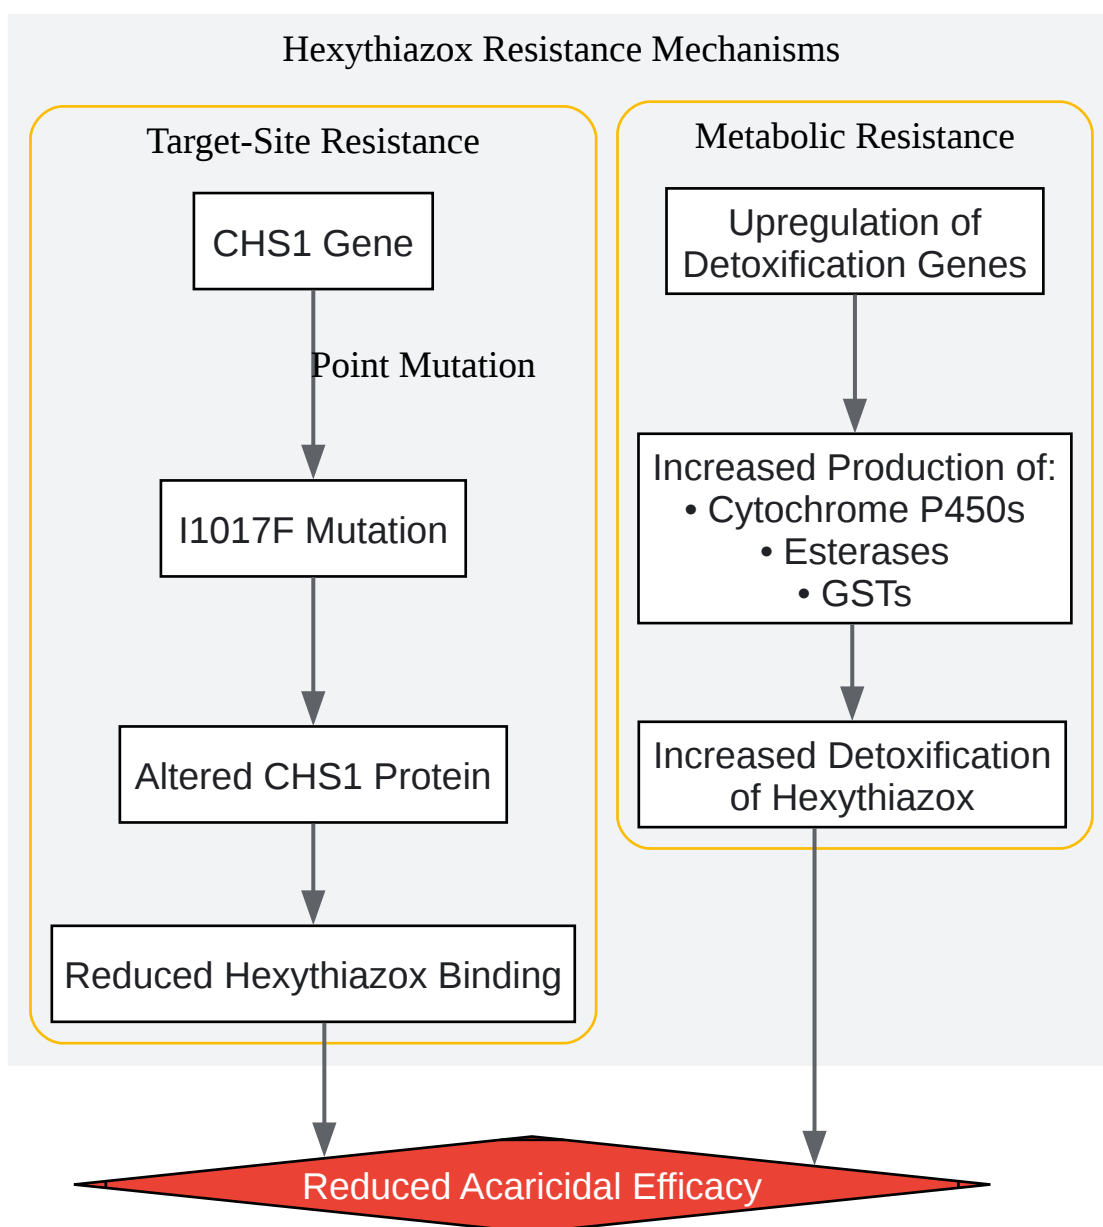 Hexythiazox Resistance Mechanisms
Target-Site Resistance
CHS1 Gene
Point Mutation
I1017F Mutation
Altered CHS1 Protein
Reduced Hexythiazox Binding
Metabolic Resistance
Upregulation of
Detoxification Genes
Increased Production of:
• Cytochrome P450s
• Esterases
• GSTs
Increased Detoxification
of Hexythiazox
Reduced Acaricidal Efficacy